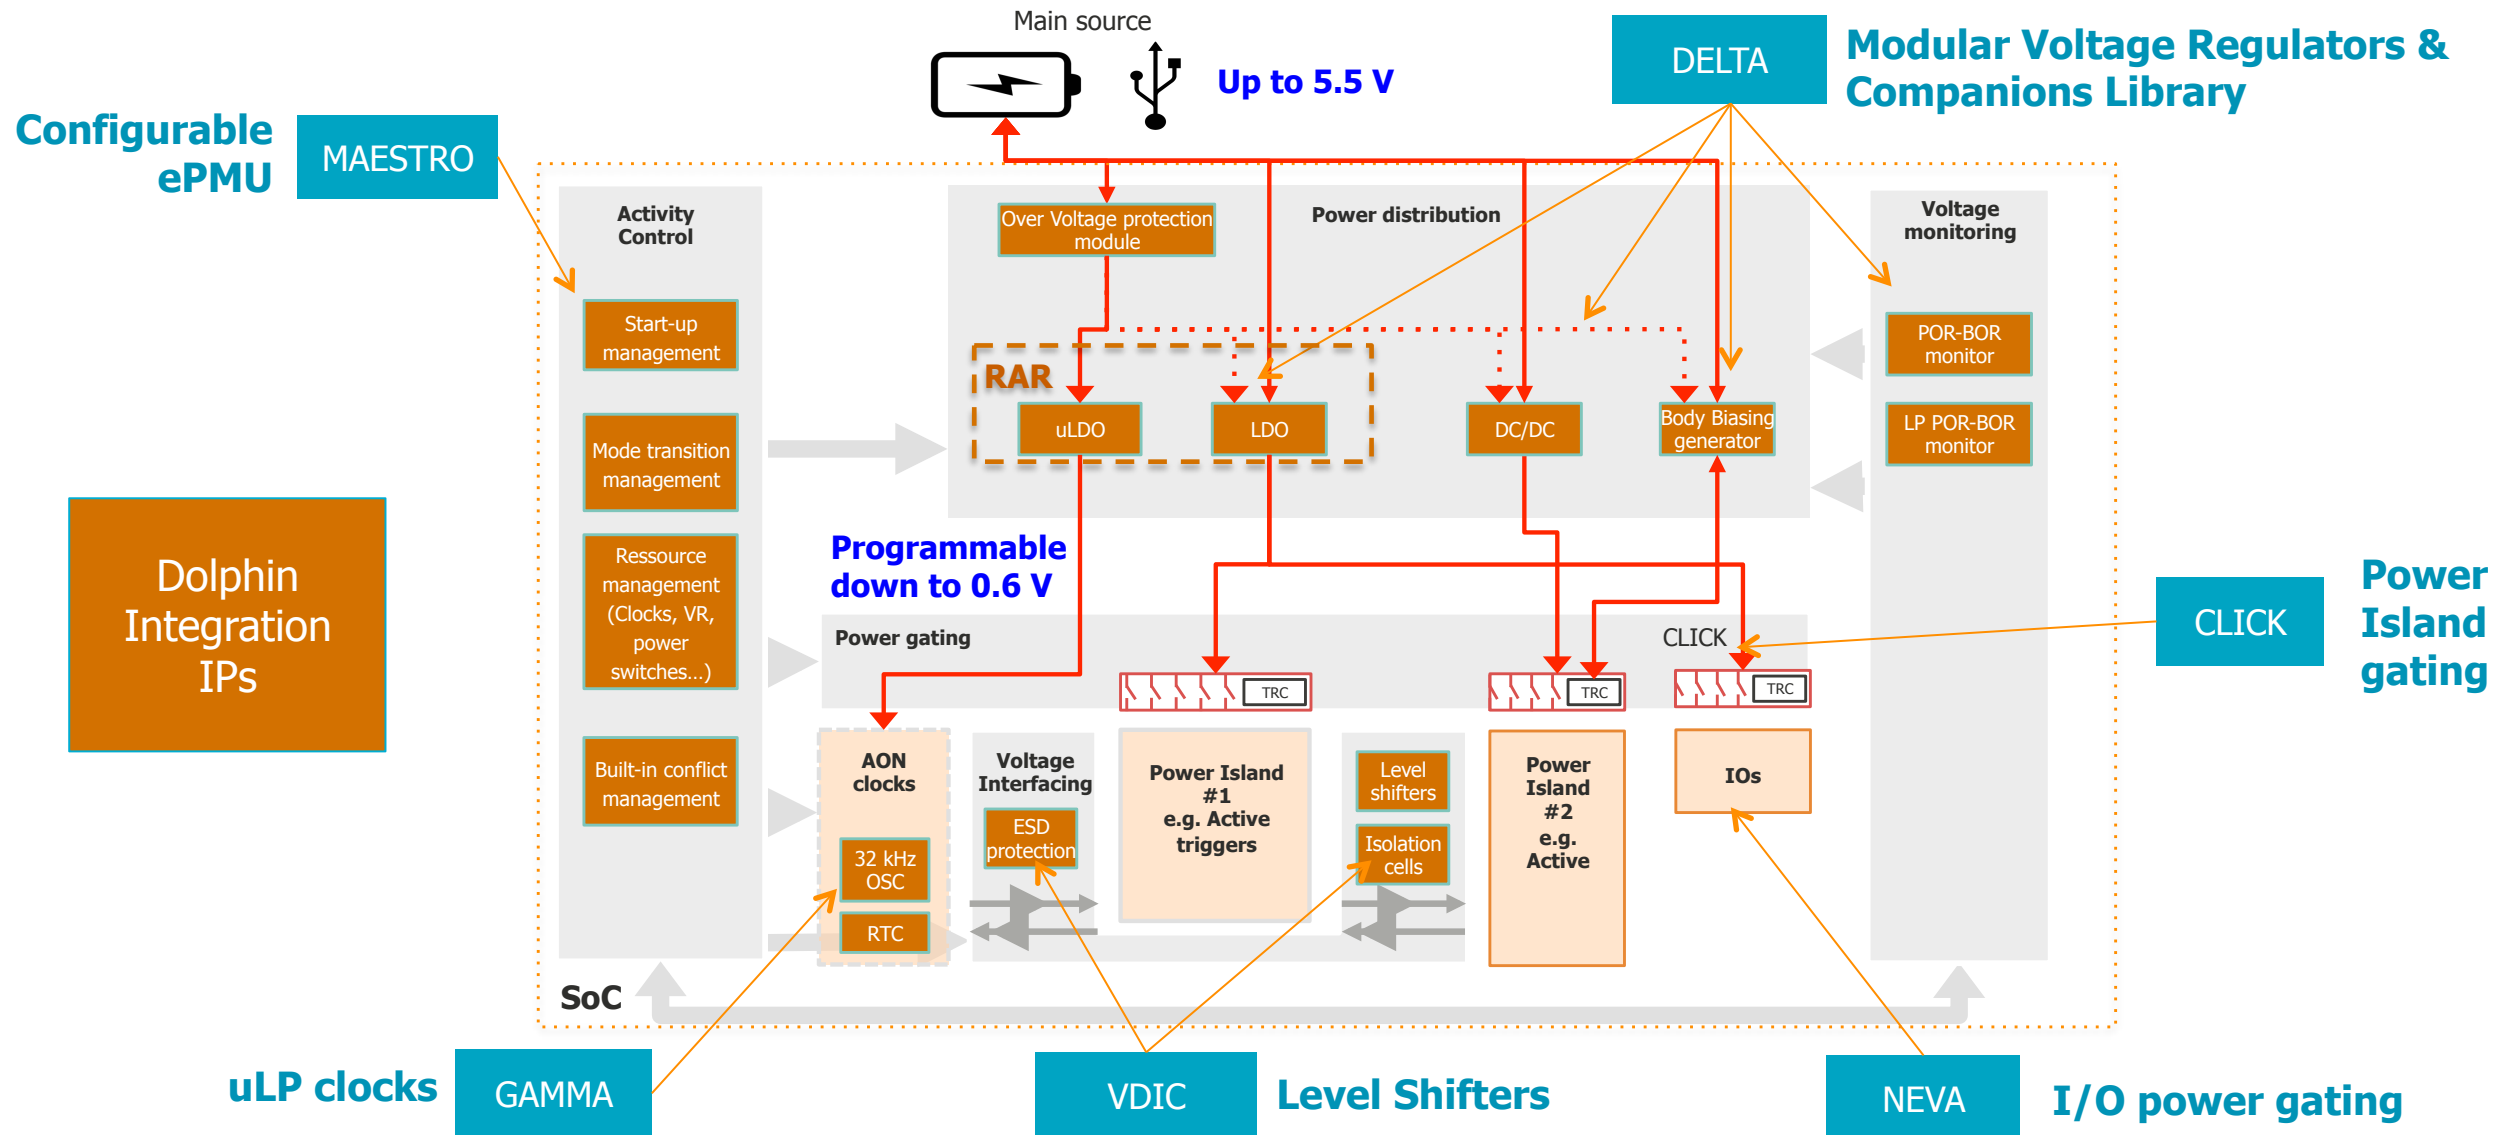 Main source
Up to 5.5 V
DELTA
Modular Voltage Regulators &
Companions Library
Configurable
ePMU
MAESTRO
Activity
Control
Start-up
management
Mode transition
management
Ressource
management
(Clocks, VR,
power
switches...)
Built-in conflict
management
Over Voltage protection
module
Power distribution
RAR
uLDO
LDO
DC/DC
Body Biasing
generator
Voltage
monitoring
POR-BOR
monitor
LP POR-BOR
monitor
Dolphin
Integration
IPs
Programmable
down to 0.6 V
Power gating
CLICK
TRC
TRC
TRC
CLICK
Power
Island
gating
AON
clocks
32 kHz
OSC
RTC
Voltage
Interfacing
ESD
protection
Power Island
#1
e.g. Active
triggers
Level
shifters
Isolation
cells
Power
Island
#2
e.g.
Active
IOs
SoC
uLP clocks
GAMMA
VDIC
Level Shifters
NEVA
I/O power gating